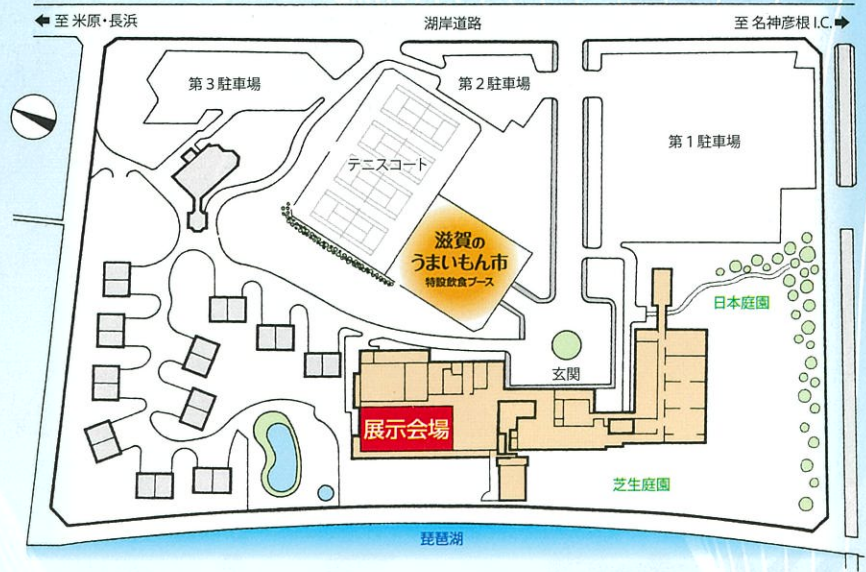 至 米原・長浜
湖岸道路
至 名神彦根 I.C.
第3駐車場
第2駐車場
第1駐車場
テニスコート
滋賀の
うまいもん市
特設飲食ブース
日本庭園
玄関
展示会場
芝生庭園
琵琶湖